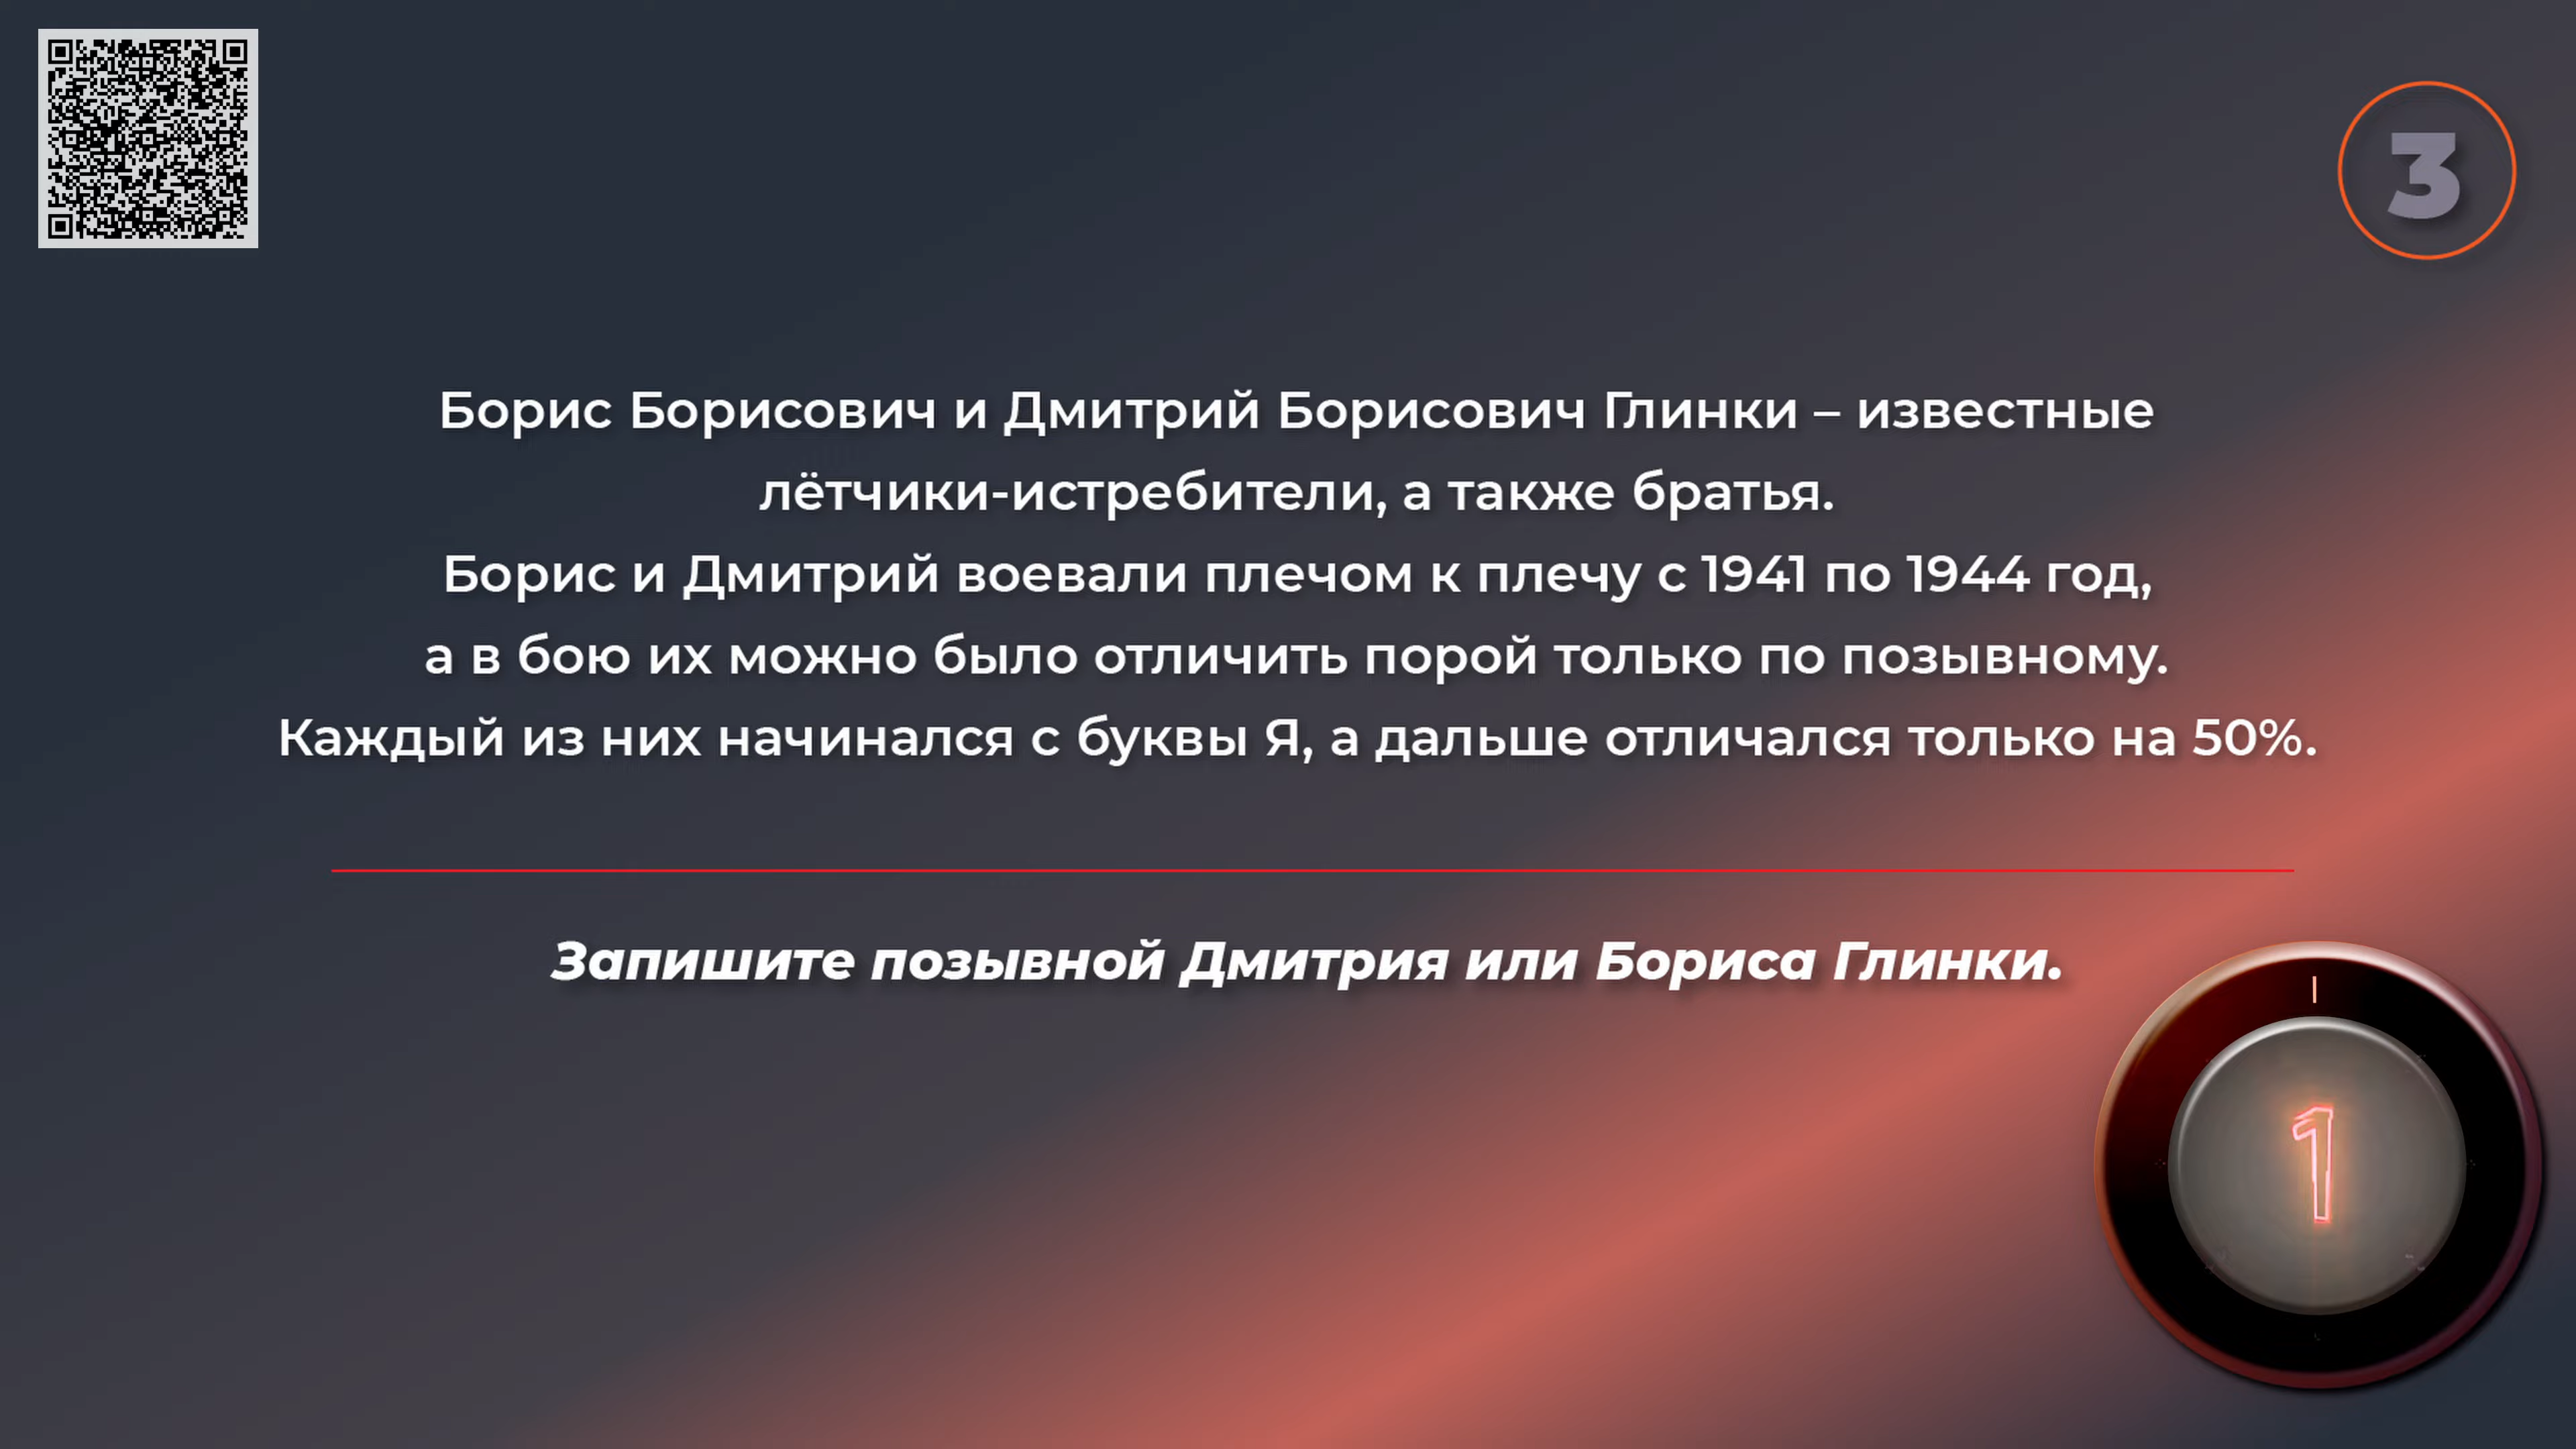 3
Борис Борисович и Дмитрий Борисович Глинки – известные
лётчики-истребители, а также братья.
Борис и Дмитрий воевали плечом к плечу с 1941 по 1944 год,
а в бою их можно было отличить порой только по позывному.
Каждый из них начинался с буквы Я, а дальше отличался только на 50%.
Запишите позывной Дмитрия или Бориса Глинки.
1